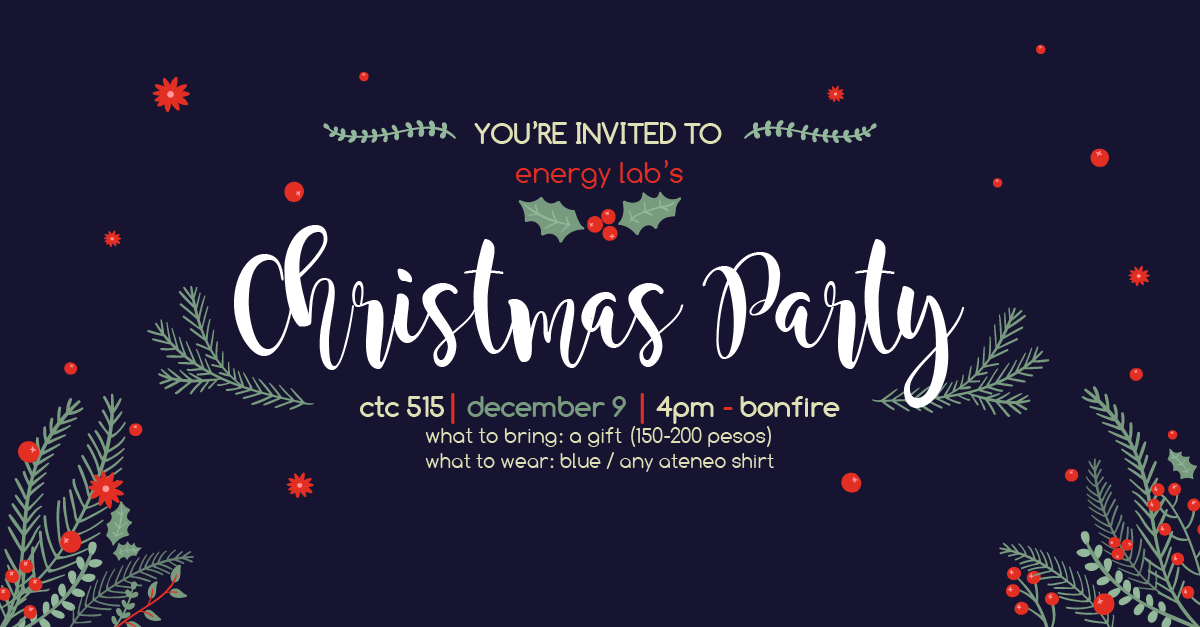 YOU'RE INVITED TO
energy lab's
Christmas Party
ctc 515 | december 9 | 4pm - bonfire
what to bring: a gift (150-200 pesos)
what to wear: blue / any ateneo shirt